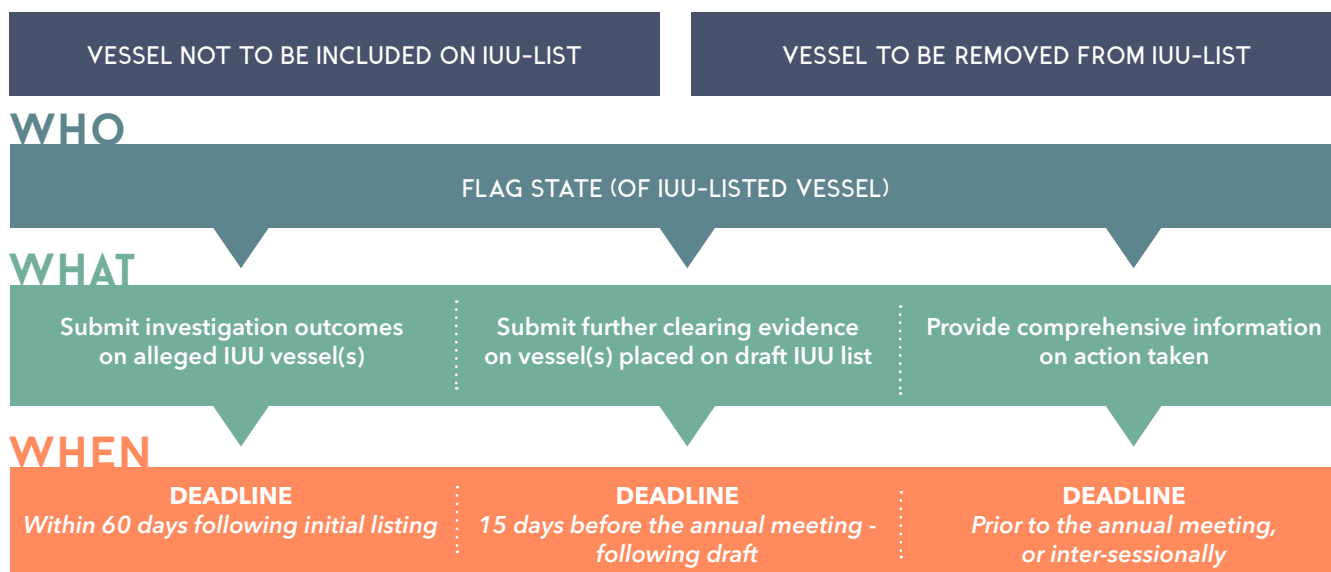 VESSEL NOT TO BE INCLUDED ON IUU-LIST
VESSEL TO BE REMOVED FROM IUU-LIST
WHO
FLAG STATE (OF IUU-LISTED VESSEL)
WHAT
Submit investigation outcomes
on alleged IUU vessel(s)
Submit further clearing evidence
on vessel(s) placed on draft IUU list
Provide comprehensive information
on action taken
WHEN
DEADLINE
Within 60 days following initial listing
DEADLINE
15 days before the annual meeting -
following draft
DEADLINE
Prior to the annual meeting,
or inter-sessionally